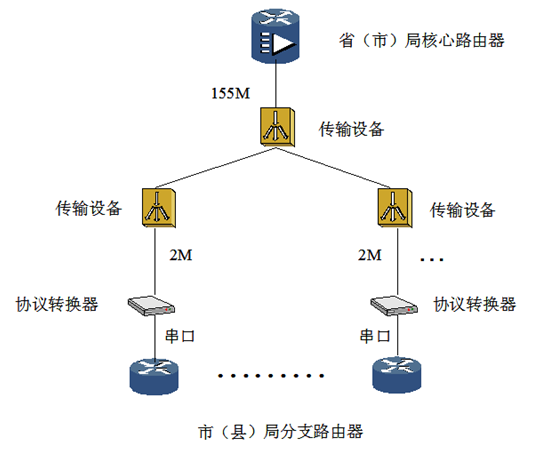 省（市）局核心路由器
155M
传输设备
传输设备
传输设备
2M
2M
...
协议转换器
协议转换器
串口
串口
.........
市（县）局分支路由器